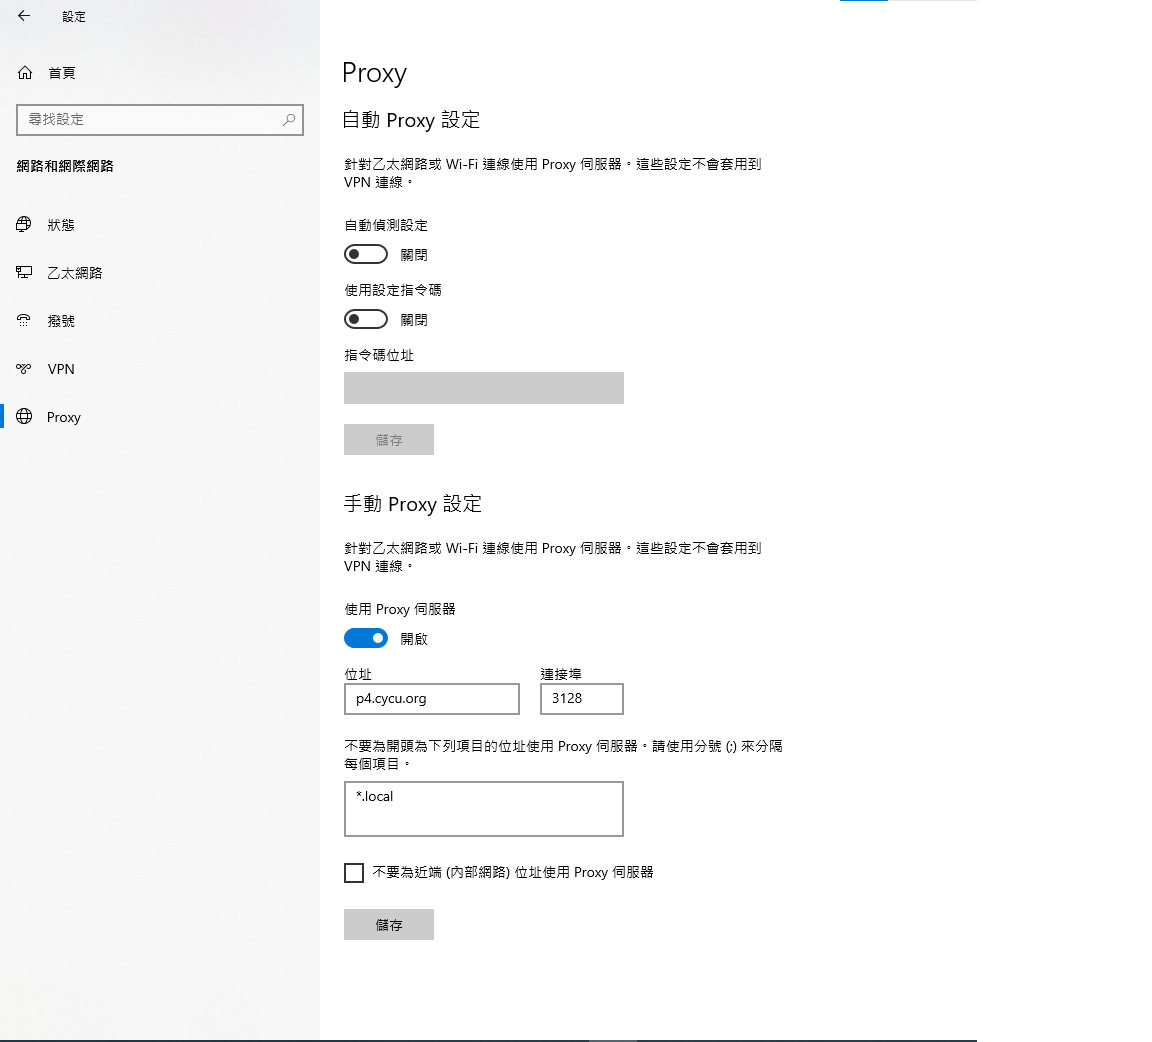 設定
首頁
尋找設定
網路和網際網路
狀態
乙太網路
撥號
VPN
Proxy
Proxy
自動 Proxy 設定
針對乙太網路或 Wi-Fi 連線使用 Proxy 伺服器。這些設定不會套用到
VPN 連線。
自動偵測設定
關閉
使用設定指令碼
關閉
指令碼位址
儲存
手動 Proxy 設定
針對乙太網路或 Wi-Fi 連線使用 Proxy 伺服器。這些設定不會套用到
VPN 連線。
使用 Proxy 伺服器
開啟
位址 連接埠
p4.cycu.org 3128
不要為開頭為下列項目的位址使用 Proxy 伺服器。請使用分號 (;) 來分隔
每個項目。
*.local
不要為近端 (內部網路) 位址使用 Proxy 伺服器
儲存